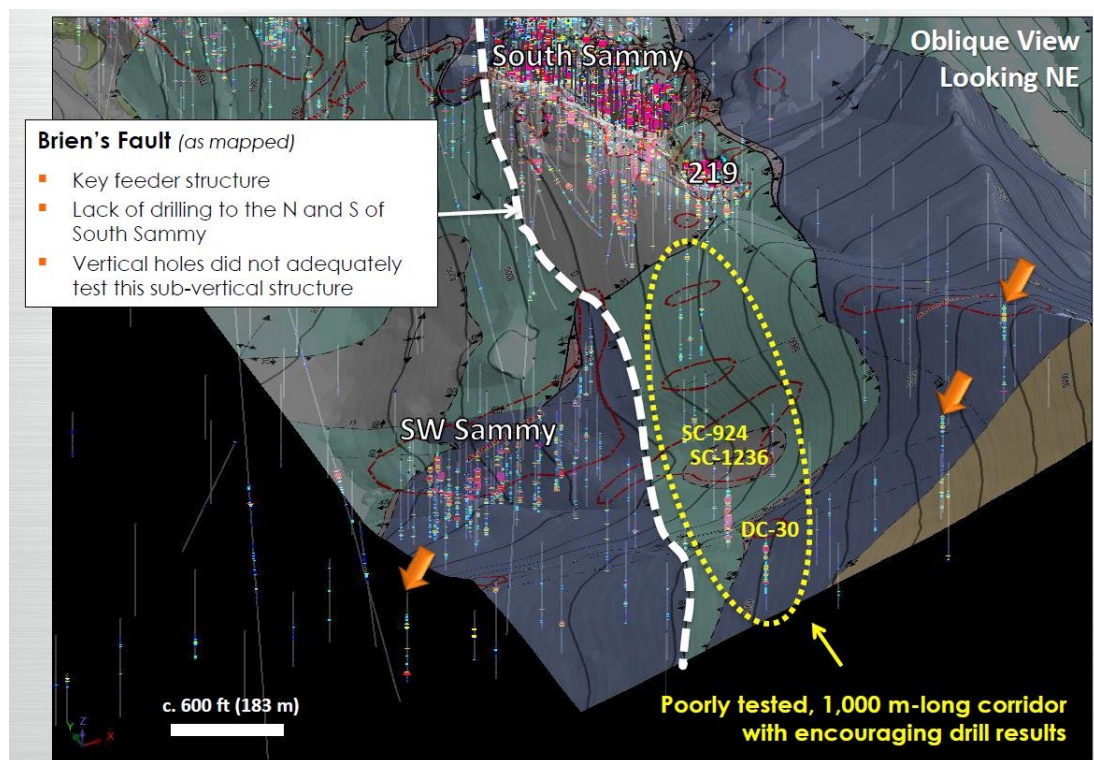 South Sammy
Oblique View
Looking NE
Brien's Fault (as mapped)
Key feeder structure
Lack of drilling to the N and S of
South Sammy
Vertical holes did not adequately
test this sub-vertical structure
219
SW Sammy
SC-924
SC-1236
DC-30
c. 600 ft (183 m)
Poorly tested, 1,000 m-long corridor
with encouraging drill results
Y
Z
X